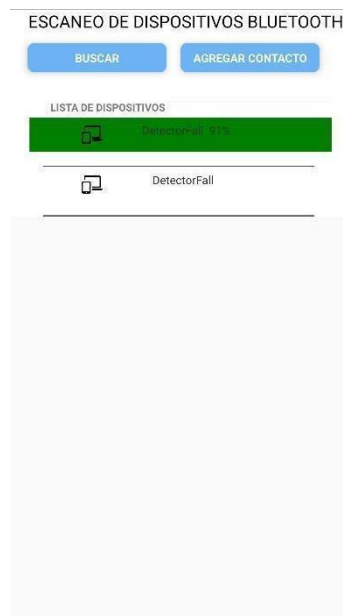 ESCANEO DE DISPOSITIVOS BLUETOOTH
BUSCAR AGREGAR CONTACTO
LISTA DE DISPOSITIVOS
DetectorFall 91%
DetectorFall